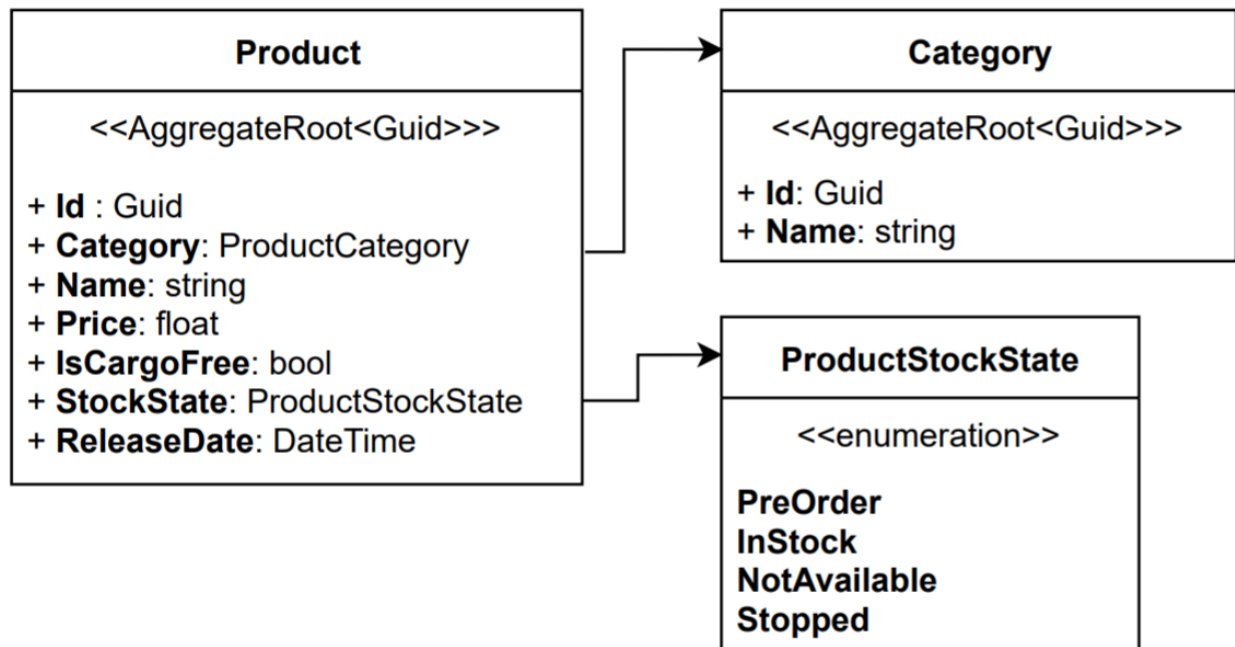 Product
<<AggregateRoot<Guid>>>
+ Id : Guid
+ Category: ProductCategory
+ Name: string
+ Price: float
+ IsCargoFree: bool
+ StockState: ProductStockState
+ ReleaseDate: DateTime
Category
<<AggregateRoot<Guid>>>
+ Id: Guid
+ Name: string
ProductStockState
<<enumeration>>
PreOrder
InStock
NotAvailable
Stopped